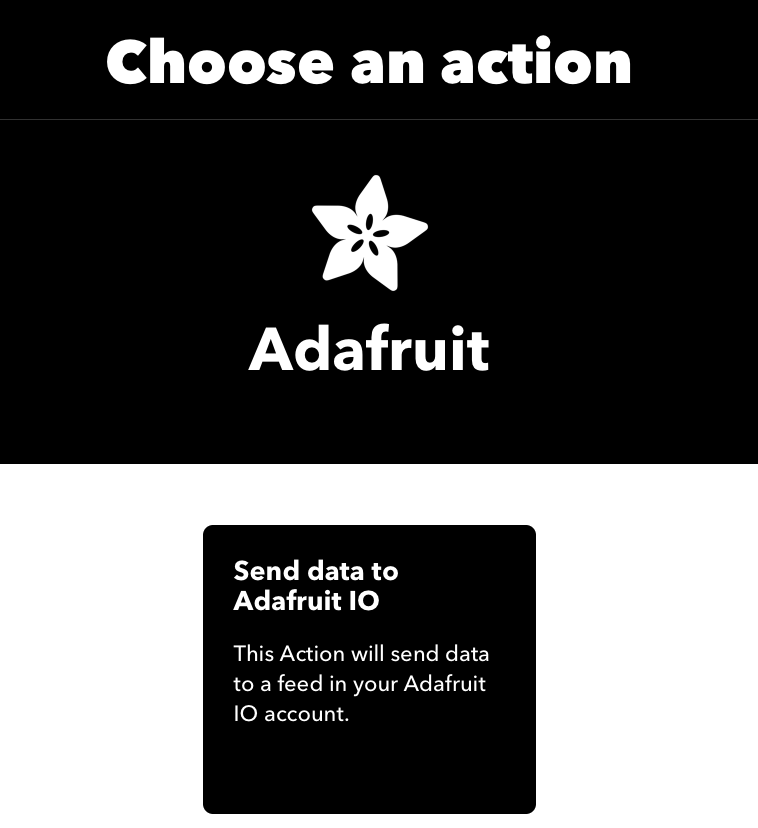 Choose an action
Adafruit
Send data to
Adafruit IO
This Action will send data
to a feed in your Adafruit
IO account.